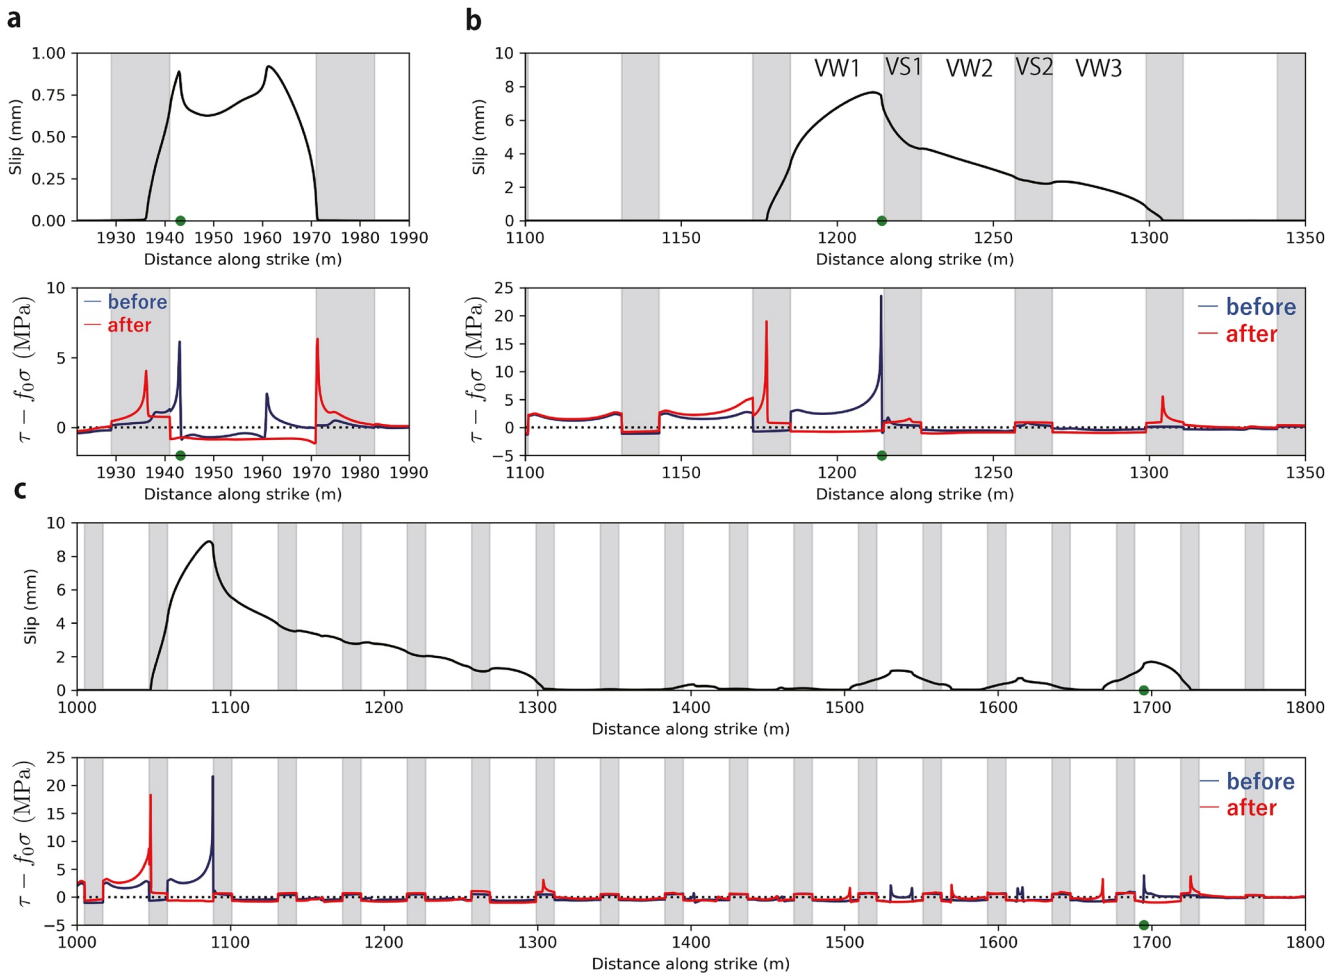 a
b
1.00
0.75
0.50
0.25
0.00
Slip (mm)
1930 1940 1950 1960 1970 1980 1990
Distance along strike (m)
10
8
6
4
2
0
Slip (mm)
VW1 VS1 VW2 VS2 VW3
1100 1150 1200 1250 1300 1350
Distance along strike (m)
10
5
0
τ − f₀σ (MPa)
before
after
1930 1940 1950 1960 1970 1980 1990
Distance along strike (m)
25
20
15
10
5
0
−5
τ − f₀σ (MPa)
before
after
1100 1150 1200 1250 1300 1350
Distance along strike (m)
c
10
8
6
4
2
0
Slip (mm)
1000 1100 1200 1300 1400 1500 1600 1700 1800
Distance along strike (m)
25
20
15
10
5
0
−5
τ − f₀σ (MPa)
before
after
1000 1100 1200 1300 1400 1500 1600 1700 1800
Distance along strike (m)